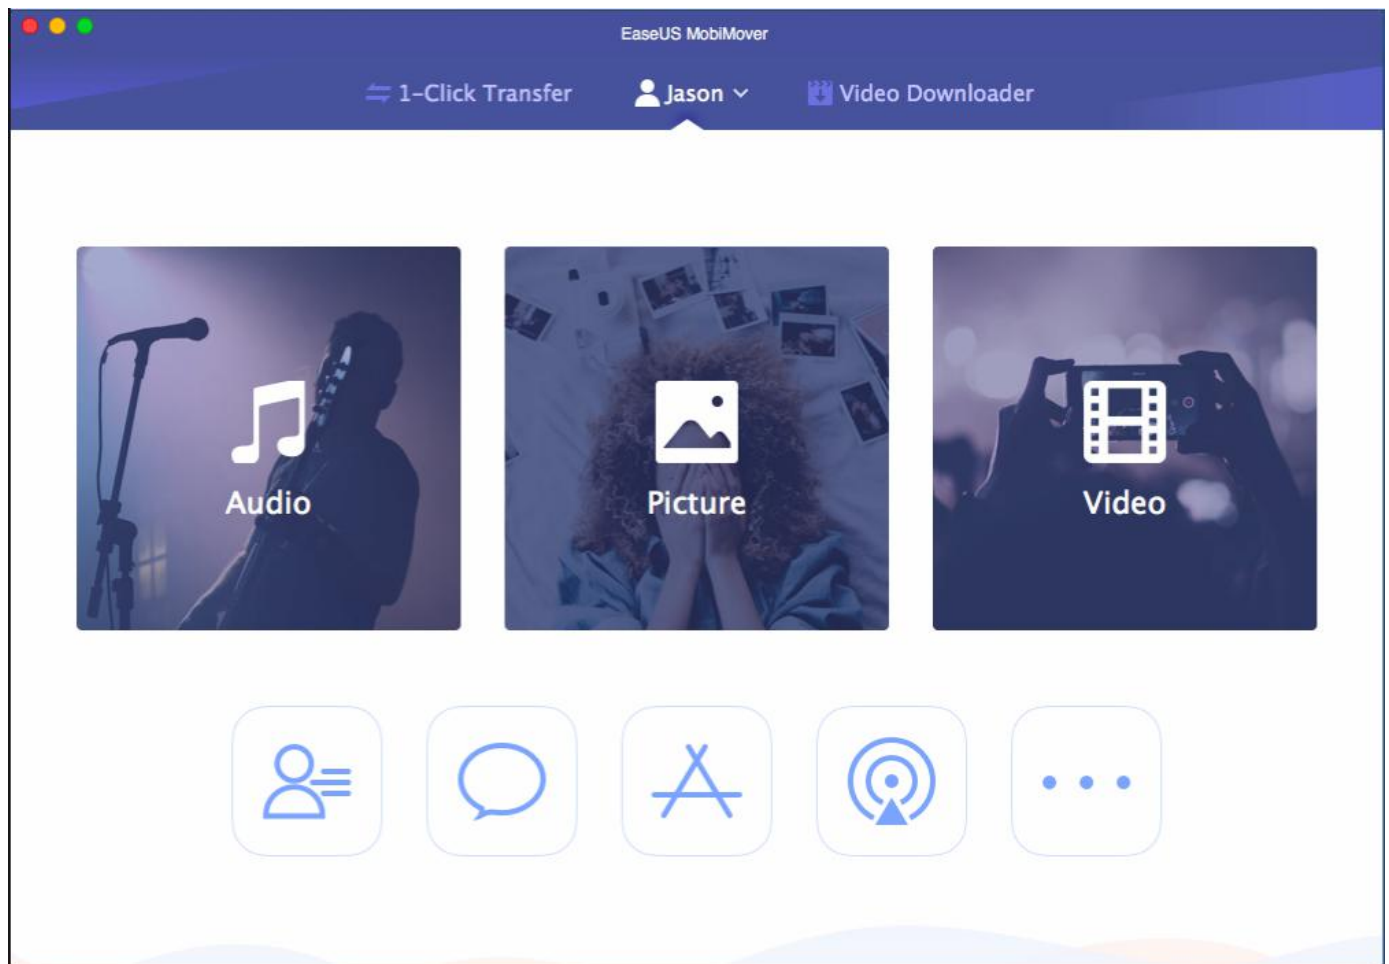 EaseUS MobiMover
1-Click Transfer
Jason
Video Downloader
Audio
Picture
Video